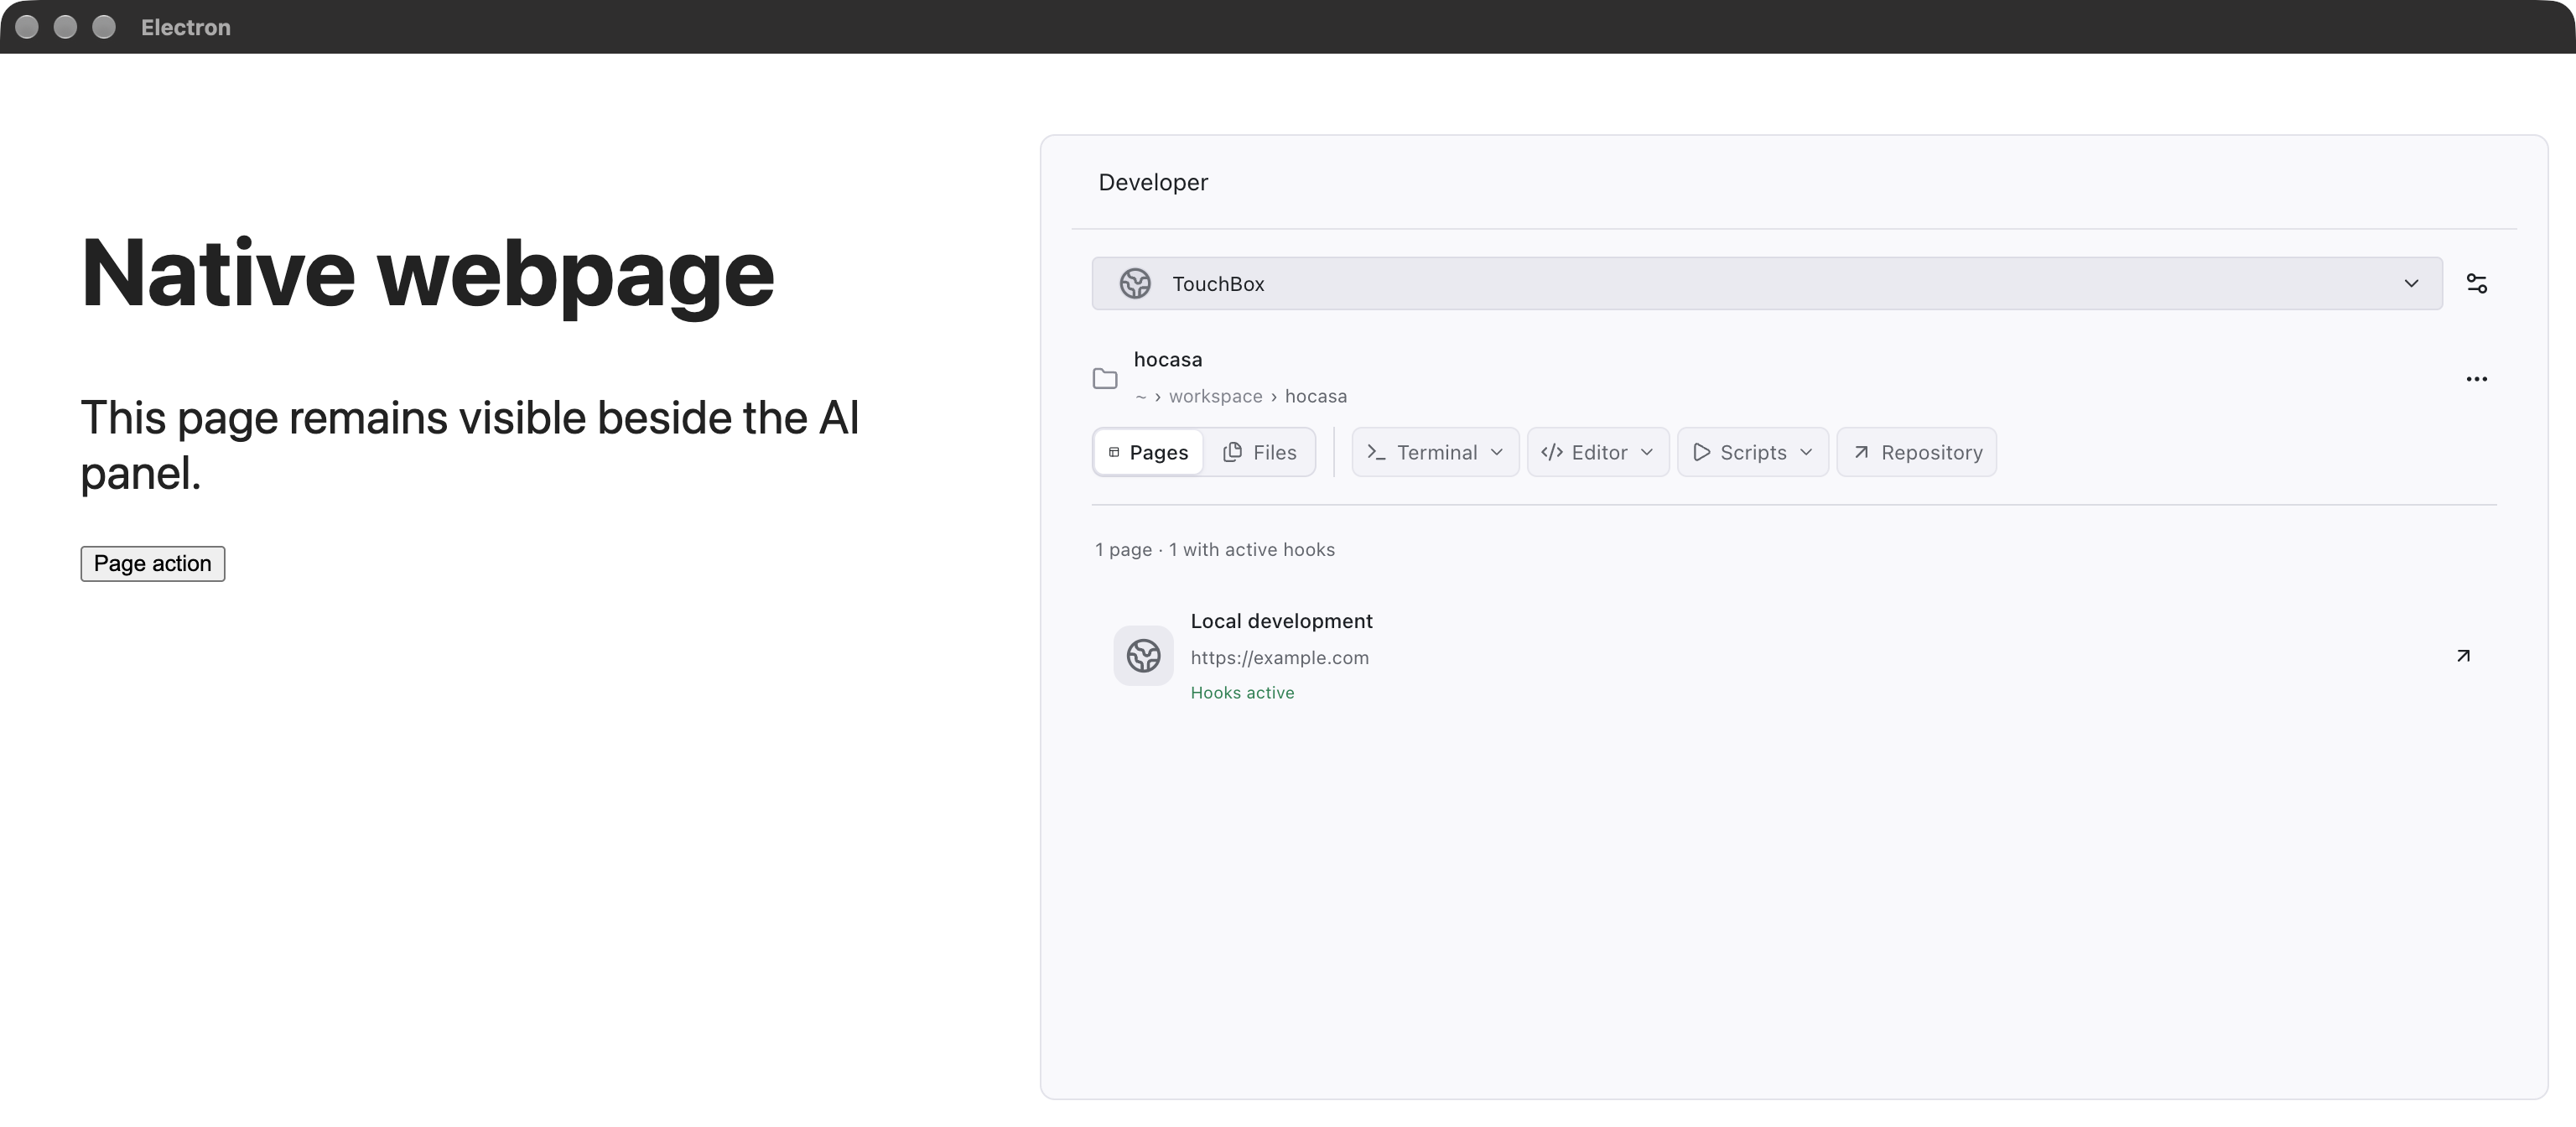 Electron
Native webpage
This page remains visible beside the AI
panel.
Page action
Developer
TouchBox
hocasa
~ › workspace › hocasa
Pages Files Terminal Editor Scripts Repository
1 page · 1 with active hooks
Local development
https://example.com
Hooks active